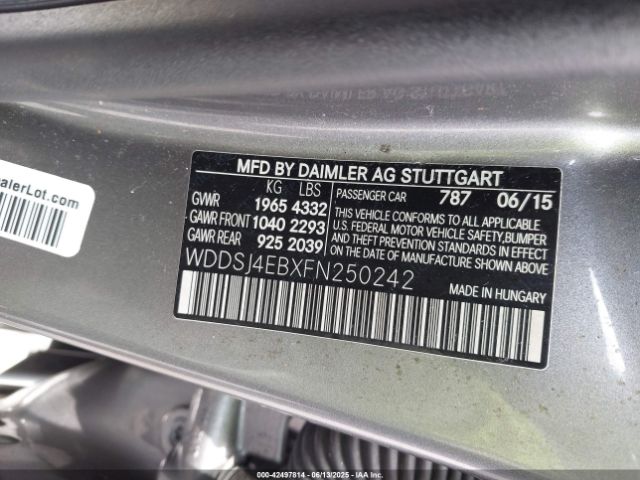 MFD BY DAIMLER AG STUTTGART
KG LBS
GVWR 1965 4332
GAWR FRONT 1040 2293
GAWR REAR 925 2039
PASSENGER CAR 787 06/15
THIS VEHICLE CONFORMS TO ALL APPLICABLE
U.S. FEDERAL MOTOR VEHICLE SAFETY,BUMPER
AND THEFT PREVENTION STANDARDS IN EFFECT
ON THE DATE OF MANUFACTURE SHOWN ABOVE.
WDDSJ4EBXFN250242
MADE IN HUNGARY
alerLot.com
000-42497814 - 06/13/2025 - IAA Inc.